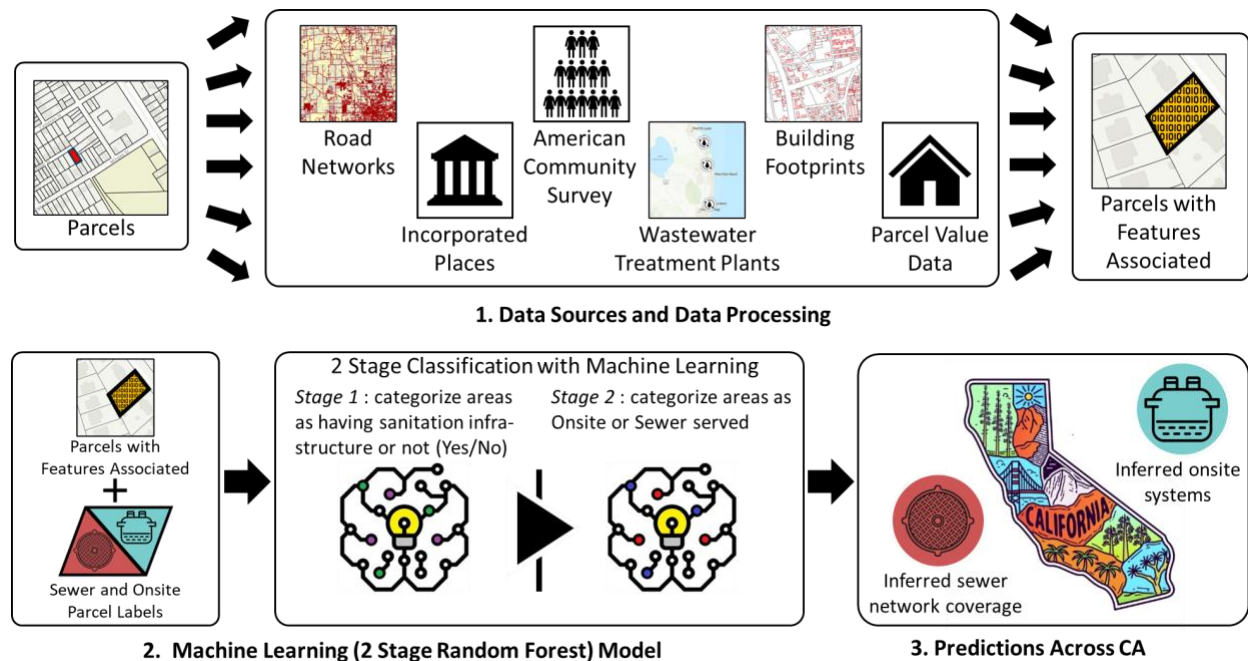 Parcels
Road
Networks
Incorporated
Places
American
Community
Survey
Wastewater
Treatment Plants
Building
Footprints
Parcel Value
Data
Parcels with
Features
Associated
1. Data Sources and Data Processing
Parcels with
Features Associated
+
Sewer and Onsite
Parcel Labels
2 Stage Classification with Machine Learning
Stage 1 : categorize areas
as having sanitation infra-
structure or not (Yes/No)
Stage 2 : categorize areas as
Onsite or Sewer served
CALIFORNIA
Inferred onsite
systems
Inferred sewer
network coverage
2. Machine Learning (2 Stage Random Forest) Model
3. Predictions Across CA